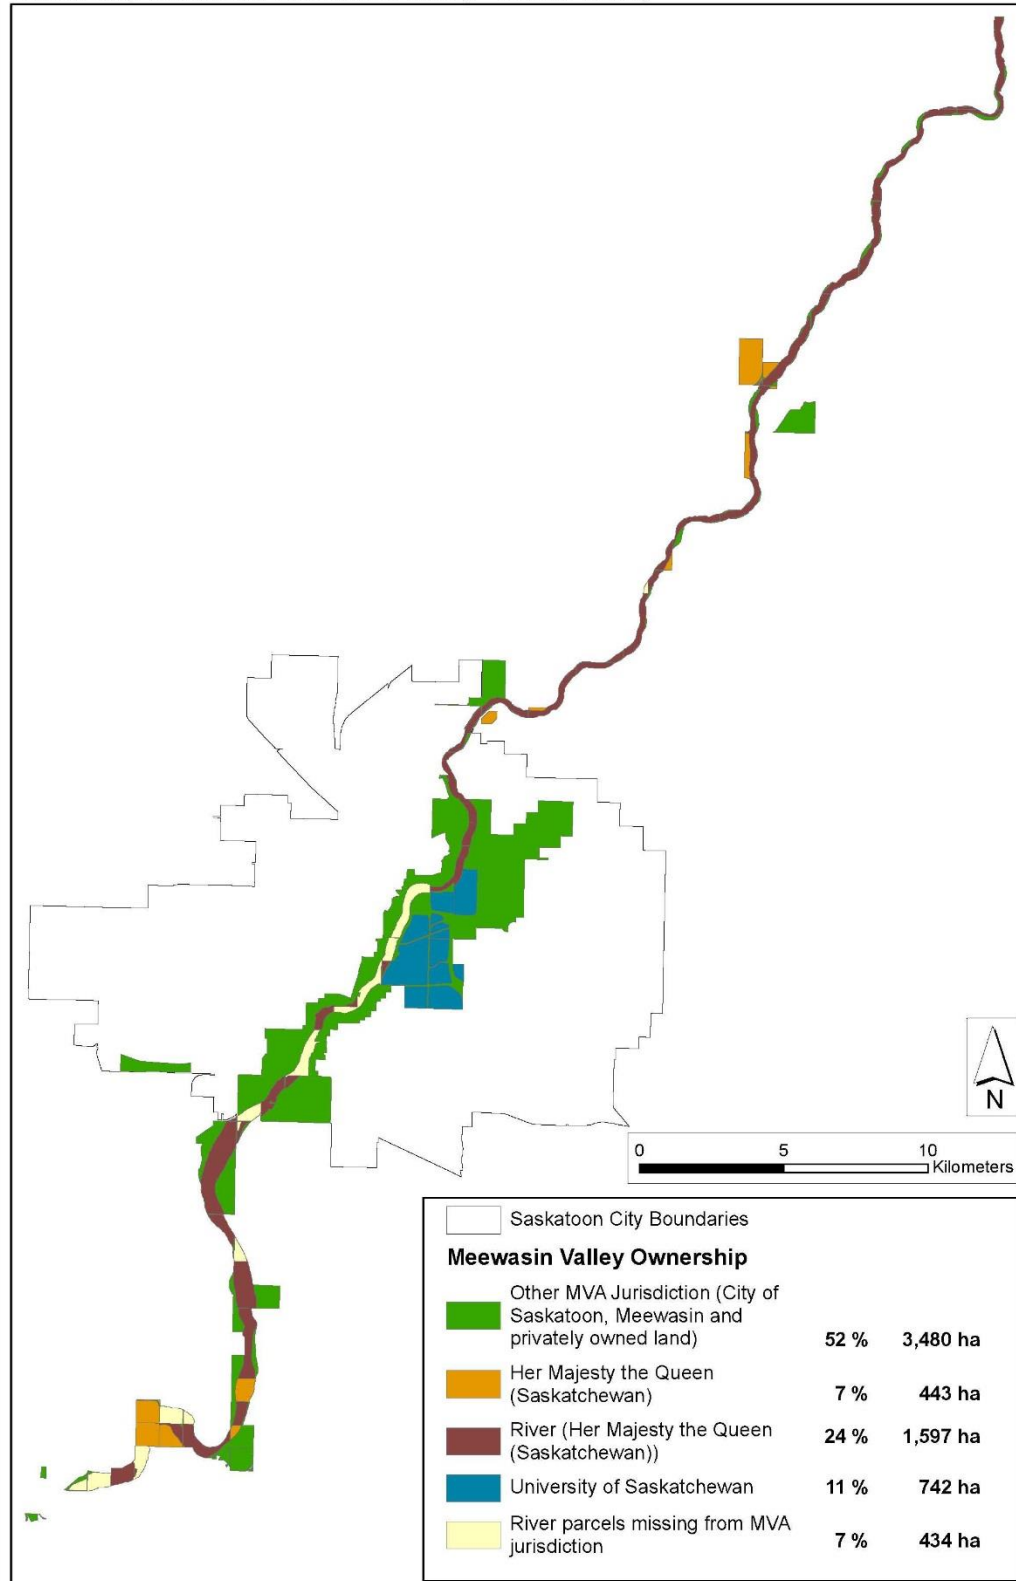 N
0 5 10
Kilometers
Saskatoon City Boundaries
Meewasin Valley Ownership
Other MVA Jurisdiction (City of
Saskatoon, Meewasin and
privately owned land) 52 % 3,480 ha
Her Majesty the Queen
(Saskatchewan) 7 % 443 ha
River (Her Majesty the Queen
(Saskatchewan)) 24 % 1,597 ha
University of Saskatchewan 11 % 742 ha
River parcels missing from MVA
jurisdiction 7 % 434 ha